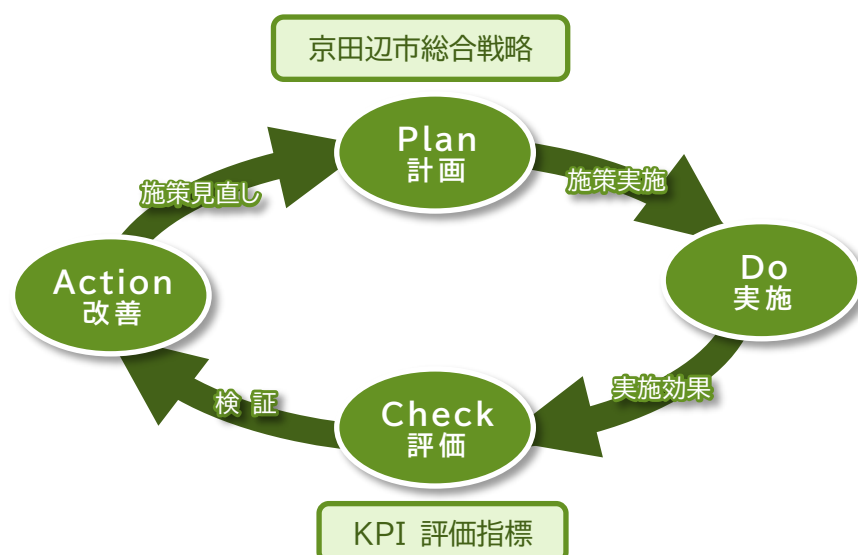 京田辺市総合戦略
Plan
計画
施策見直し
施策実施
Action
改善
Do
実施
検 証
実施効果
Check
評価
KPI 評価指標